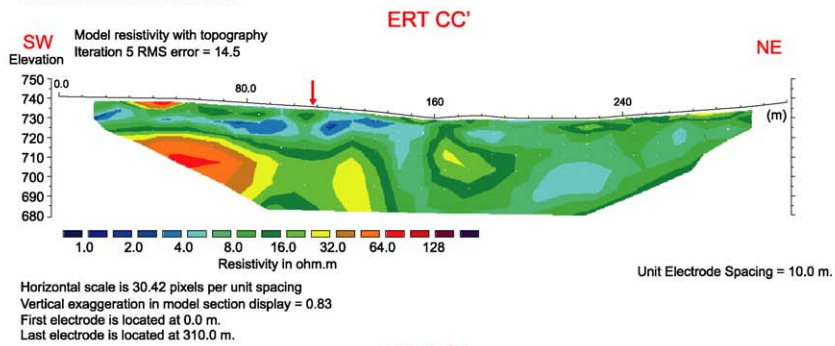 ERT CC'
SW
Model resistivity with topography
NE
Elevation
Iteration 5 RMS error = 14.5
750
740
730
720
710
700
690
680
0.0
80.0
160
240
(m)
1.0 2.0 4.0 8.0 16.0 32.0 64.0 128
Resistivity in ohm.m
Unit Electrode Spacing = 10.0 m.
Horizontal scale is 30.42 pixels per unit spacing
Vertical exaggeration in model section display = 0.83
First electrode is located at 0.0 m.
Last electrode is located at 310.0 m.